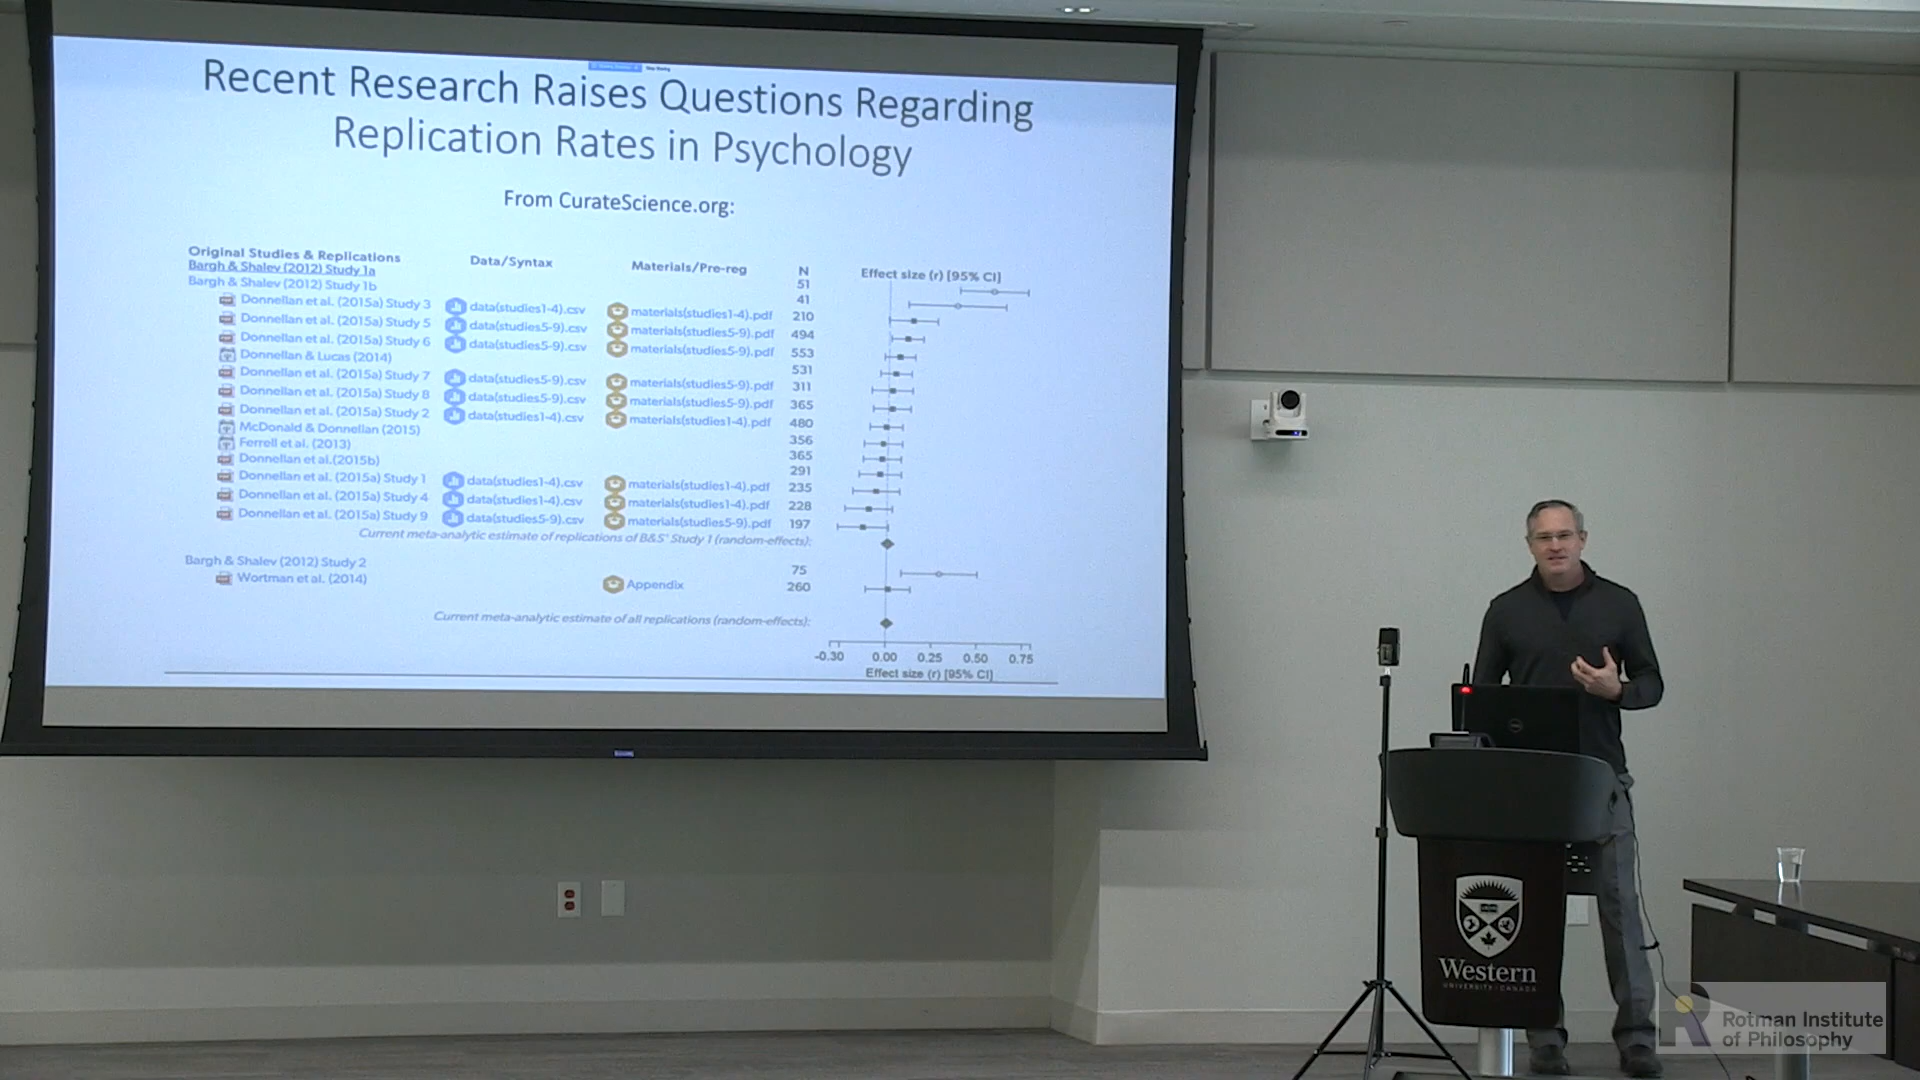 Recent Research Raises Questions Regarding
Replication Rates in Psychology
From CurateScience.org:
Original Studies & Replications Data/Syntax Materials/Pre-reg N Effect size (r) [95% CI]
Bargh & Shalev (2012) Study 1a 51
Bargh & Shalev (2012) Study 1b 41
Donnellan et al. (2015a) Study 3 data(studies1-4).csv materials(studies1-4).pdf 210
Donnellan et al. (2015a) Study 5 data(studies5-9).csv materials(studies5-9).pdf 494
Donnellan et al. (2015a) Study 6 data(studies5-9).csv materials(studies5-9).pdf 553
Donnellan & Lucas (2014) 531
Donnellan et al. (2015a) Study 7 data(studies5-9).csv materials(studies5-9).pdf 311
Donnellan et al. (2015a) Study 8 data(studies5-9).csv materials(studies5-9).pdf 365
Donnellan et al. (2015a) Study 2 data(studies1-4).csv materials(studies1-4).pdf 480
McDonald & Donnellan (2015) 356
Ferrell et al. (2013) 365
Donnellan et al.(2015b) 291
Donnellan et al. (2015a) Study 1 data(studies1-4).csv materials(studies1-4).pdf 235
Donnellan et al. (2015a) Study 4 data(studies1-4).csv materials(studies1-4).pdf 228
Donnellan et al. (2015a) Study 9 data(studies5-9).csv materials(studies5-9).pdf 197
Current meta-analytic estimate of replications of B&S' Study 1 (random-effects):
Bargh & Shalev (2012) Study 2 75
Wortman et al. (2014) Appendix 260
Current meta-analytic estimate of all replications (random-effects):
-0.30 0.00 0.25 0.50 0.75
Effect size (r) [95% CI]
DELL
Western
UNIVERSITY · CANADA
R Rotman Institute
of Philosophy